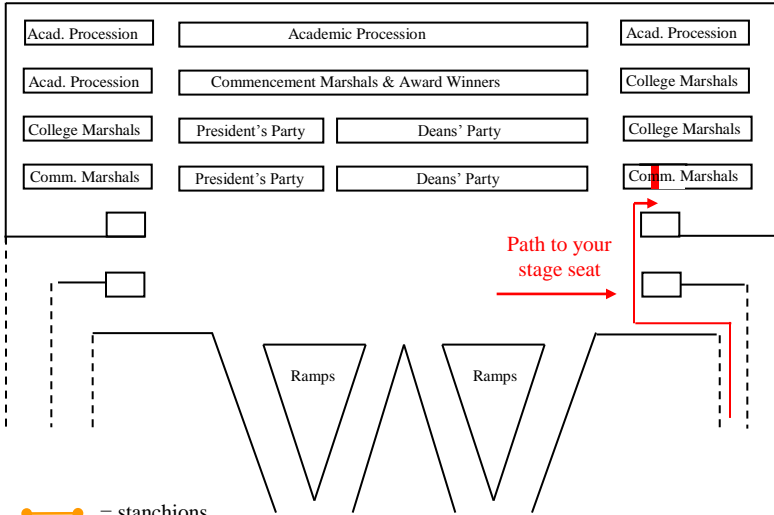 Acad. Procession Academic Procession Acad. Procession
Acad. Procession Commencement Marshals & Award Winners College Marshals
College Marshals President's Party Deans' Party College Marshals
Comm. Marshals President's Party Deans' Party Comm. Marshals
Path to your
stage seat
Ramps Ramps
= stanchions